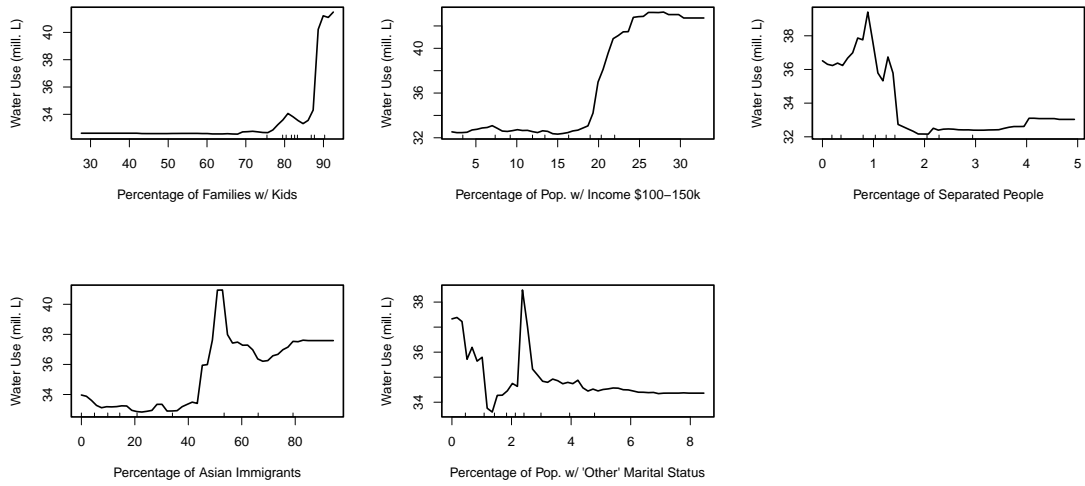 Water Use (mill. L)
34 36 38 40 42
30 40 50 60 70 80 90
Percentage of Families w/ Kids
Water Use (mill. L)
32 36 40
5 10 15 20 25 30
Percentage of Pop. w/ Income $100−150k
Water Use (mill. L)
32 34 36 38
0 1 2 3 4 5
Percentage of Separated People
Water Use (mill. L)
34 36 38 40
0 20 40 60 80
Percentage of Asian Immigrants
Water Use (mill. L)
34 36 38
0 2 4 6 8
Percentage of Pop. w/ 'Other' Marital Status